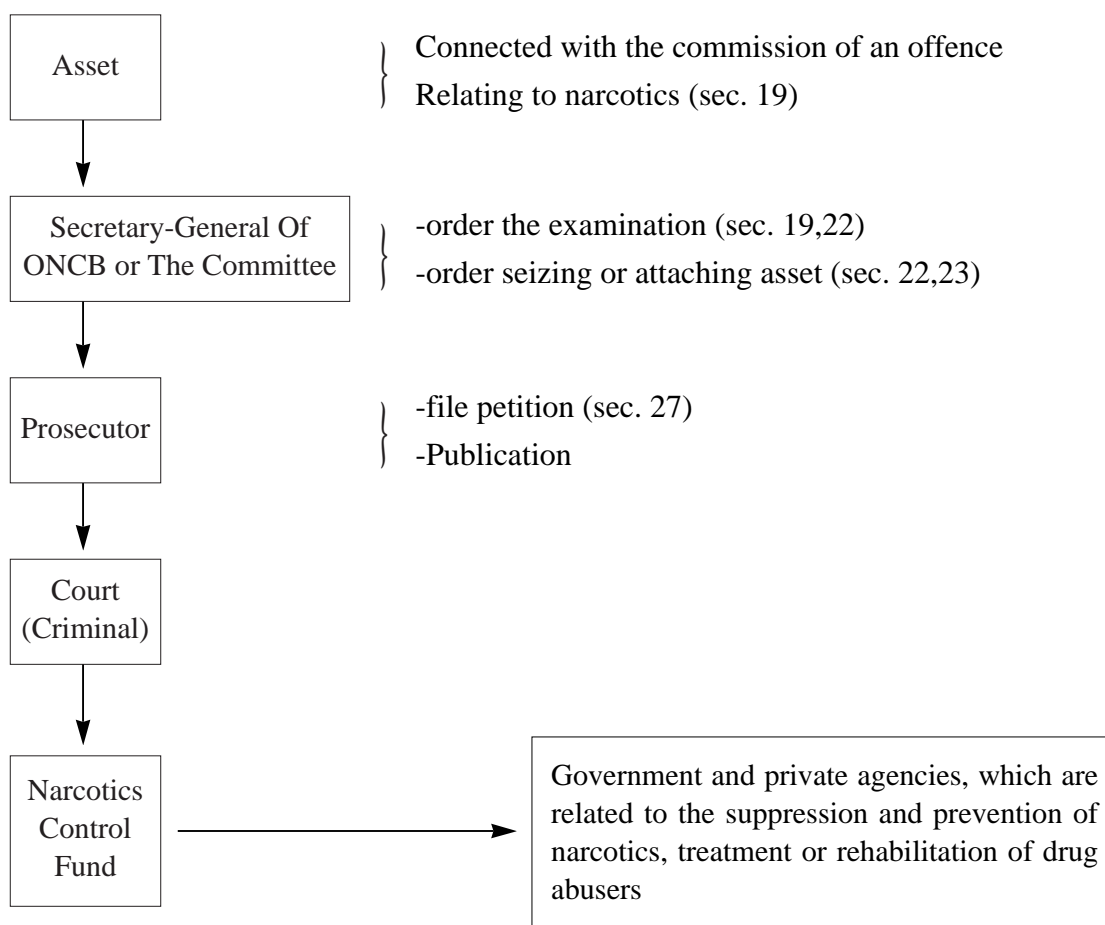 Asset
Connected with the commission of an offence
Relating to narcotics (sec. 19)
Secretary-General Of
ONCB or The Committee
-order the examination (sec. 19,22)
-order seizing or attaching asset (sec. 22,23)
Prosecutor
-file petition (sec. 27)
-Publication
Court
(Criminal)
Narcotics
Control
Fund
Government and private agencies, which are
related to the suppression and prevention of
narcotics, treatment or rehabilitation of drug
abusers